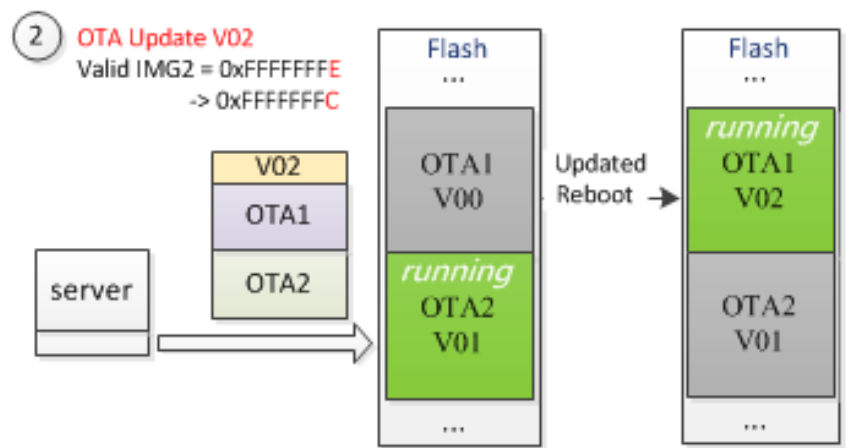 2
OTA Update V02
Valid IMG2 = 0xFFFFFFFE
-> 0xFFFFFFFC
server
V02
OTA1
OTA2
Flash
...
OTA1
V00
running
OTA2
V01
...
Updated
Reboot
Flash
...
running
OTA1
V02
OTA2
V01
...